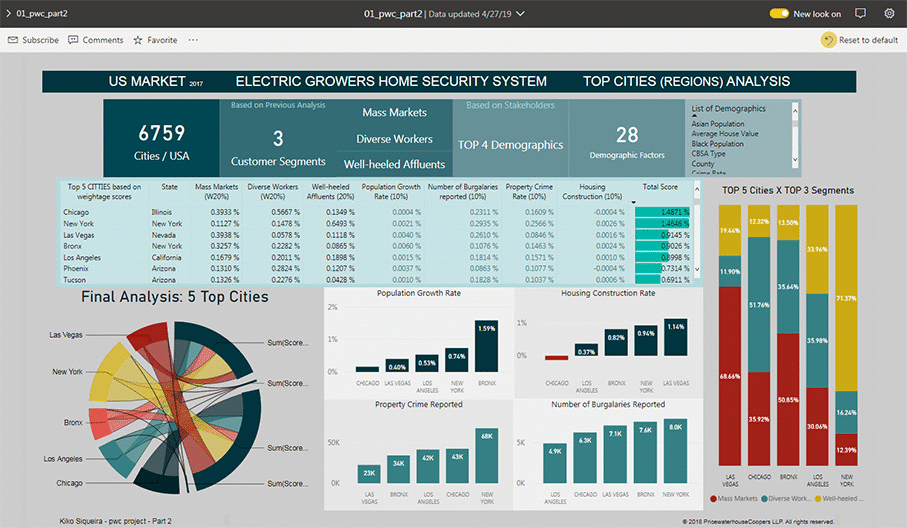 01_pwc_part2
01_pwc_part2 | Data updated 4/27/19
New look on
Subscribe Comments Favorite ...
Reset to default
US MARKET 2017 ELECTRIC GROWERS HOME SECURITY SYSTEM TOP CITIES (REGIONS) ANALYSIS
6759
Cities / USA
Based on Previous Analysis
3
Customer Segments
Mass Markets
Diverse Workers
Well-heeled Affluents
Based on Stakeholders
TOP 4 Demographics
28
Demographic Factors
List of Demographics
Asian Population
Average House Value
Black Population
CBSA Type
County
Crime Rate
Top 5 CITTIES based on weightage scores State Mass Markets (W20%) Diverse Workers (W20%) Well-heeled Affluents (20%) Population Growth Rate (10%) Number of Burgalaries reported (10%) Property Crime Rate (10%) Housing Construction (10%) Total Score
Chicago Illinois 0.3933 % 0.5667 % 0.1349 % 0.0004 % 0.2311 % 0.1609 % -0.0004 % 1.4871 %
New York New York 0.1127 % 0.1478 % 0.6493 % 0.0021 % 0.2935 % 0.2566 % 0.0026 % 1.4646 %
Las Vegas Nevada 0.3938 % 0.0578 % 0.1118 % 0.0040 % 0.2610 % 0.0846 % 0.0016 % 0.9145 %
Bronx New York 0.3257 % 0.2282 % 0.0865 % 0.0060 % 0.1076 % 0.1463 % 0.0024 % 0.9026 %
Los Angeles California 0.1679 % 0.2011 % 0.1898 % 0.0015 % 0.1814 % 0.1571 % 0.0010 % 0.8998 %
Phoenix Arizona 0.1310 % 0.2824 % 0.1207 % 0.0037 % 0.0863 % 0.1077 % -0.0004 % 0.7314 %
Tucson Arizona 0.1326 % 0.2276 % 0.0428 % 0.0010 % 0.1828 % 0.1037 % 0.0006 % 0.6911 %
Final Analysis: 5 Top Cities
Las Vegas
New York
Bronx
Los Angeles
Chicago
Sum(Score...
Sum(Score...
Sum(Score...
Sum(Score...
Population Growth Rate
2%
1%
0%
0.40%
0.53%
0.74%
1.59%
CHICAGO LAS VEGAS LOS ANGELES NEW YORK BRONX
Housing Construction Rate
0%
0.37%
0.82%
0.94%
1.14%
CHICAGO LOS ANGELES BRONX NEW YORK LAS VEGAS
Property Crime Reported
50K
0K
23K
34K
42K
43K
68K
LAS VEGAS BRONX LOS ANGELES CHICAGO NEW YORK
Number of Burgalaries Reported
5K
0K
4.9K
6.3K
7.1K
7.6K
8.0K
LOS ANGELES CHICAGO BRONX LAS VEGAS NEW YORK
TOP 5 Cities X TOP 3 Segments
19.44%
11.90%
68.66%
12.32%
51.76%
35.92%
13.50%
35.64%
50.85%
33.96%
35.98%
30.06%
71.37%
16.24%
12.39%
LAS VEGAS CHICAGO BRONX LOS ANGELES NEW YORK
Mass Markets Diverse Work... Well-heeled ...
Kiko Siqueira - pwc project - Part 2
© 2018 PricewaterhouseCoopers LLP. All rights reserved.